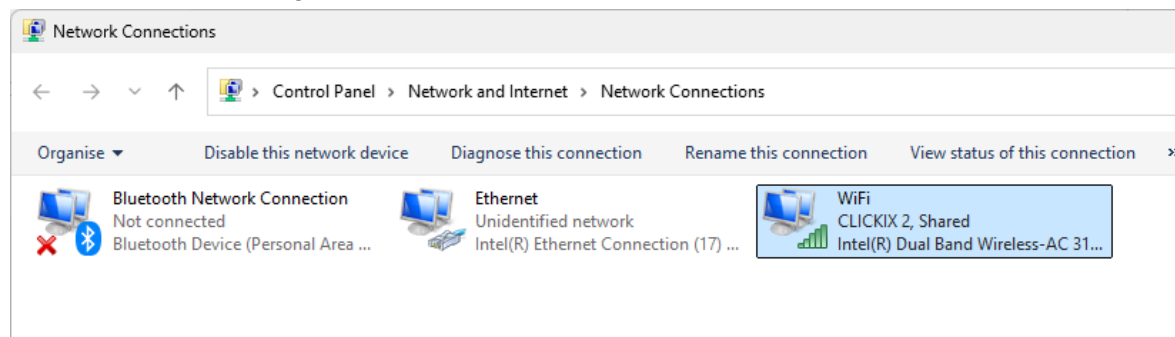 Network Connections
Control Panel > Network and Internet > Network Connections
Organise Disable this network device Diagnose this connection Rename this connection View status of this connection »
Bluetooth Network Connection
Not connected
Bluetooth Device (Personal Area ...
Ethernet
Unidentified network
Intel(R) Ethernet Connection (17) ...
WiFi
CLICKIX 2, Shared
Intel(R) Dual Band Wireless-AC 31...